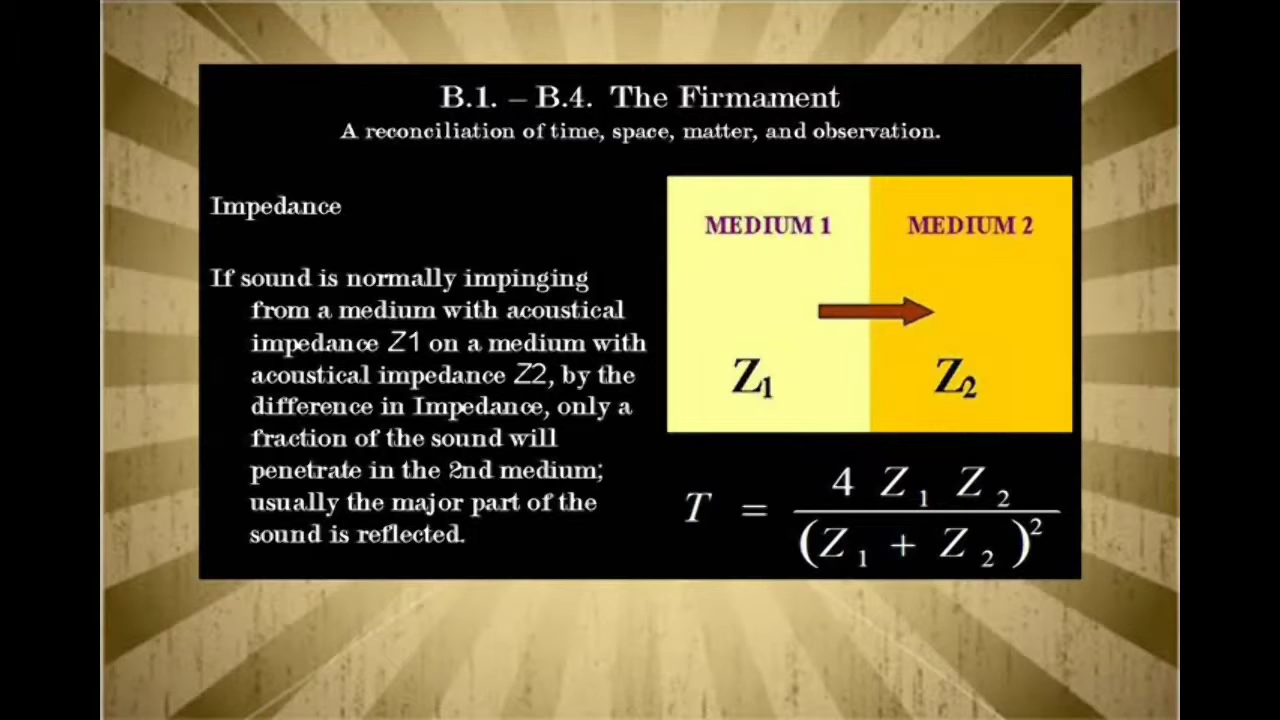 B.1. – B.4. The Firmament
A reconciliation of time, space, matter, and observation.
Impedance
If sound is normally impinging
from a medium with acoustical
impedance Z1 on a medium with
acoustical impedance Z2, by the
difference in Impedance, only a
fraction of the sound will
penetrate in the 2nd medium;
usually the major part of the
sound is reflected.
MEDIUM 1 MEDIUM 2
Z₁ Z₂
T = 4 Z₁ Z₂ / (Z₁ + Z₂)²